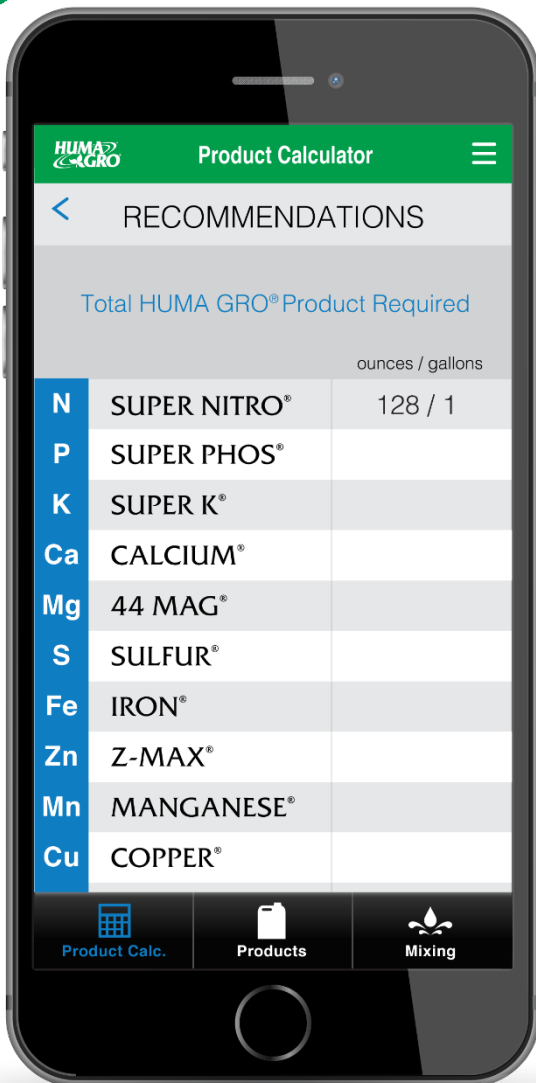 HUMA GRO Product Calculator
RECOMMENDATIONS
Total HUMA GRO® Product Required
ounces / gallons
N SUPER NITRO® 128 / 1
P SUPER PHOS®
K SUPER K®
Ca CALCIUM®
Mg 44 MAG®
S SULFUR®
Fe IRON®
Zn Z-MAX®
Mn MANGANESE®
Cu COPPER®
Product Calc. Products Mixing